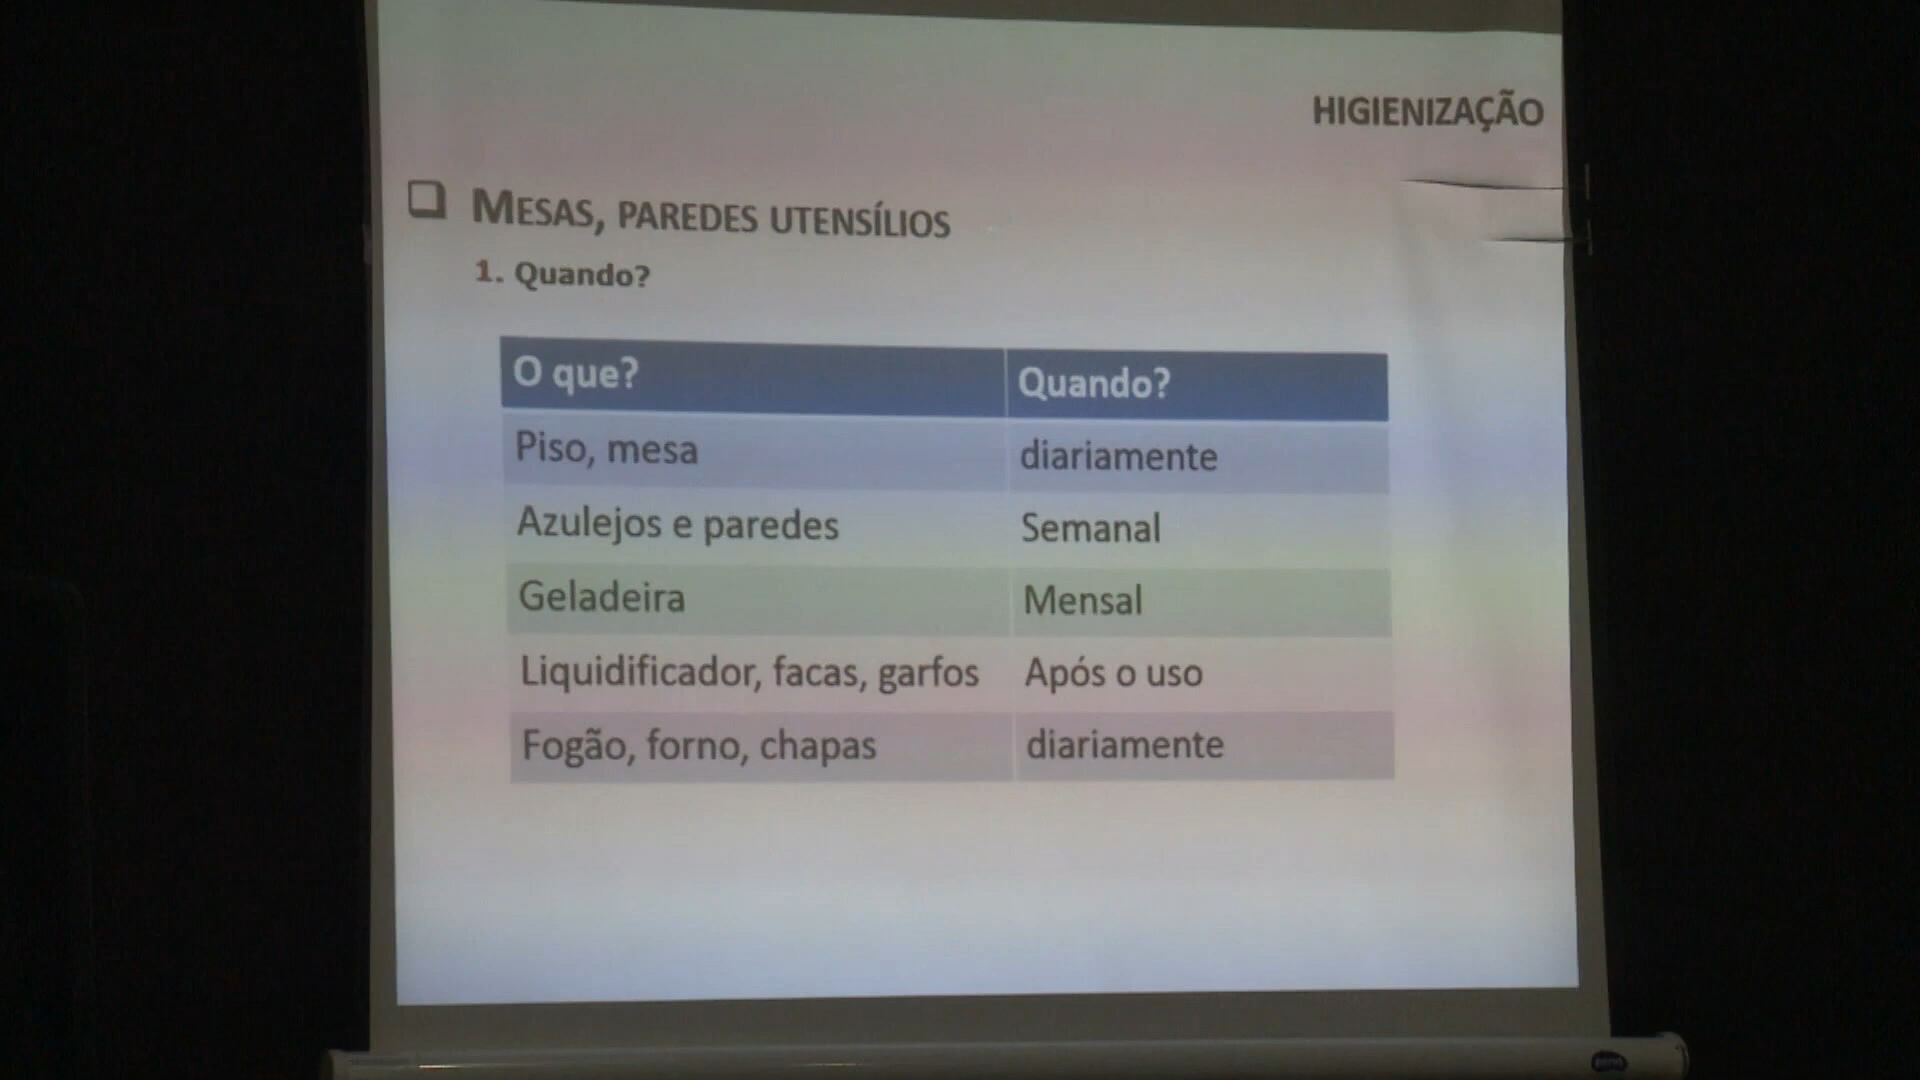 HIGIENIZAÇÃO
MESAS, PAREDES UTENSÍLIOS
1. Quando?
O que? Quando?
Piso, mesa diariamente
Azulejos e paredes Semanal
Geladeira Mensal
Liquidificador, facas, garfos Após o uso
Fogão, forno, chapas diariamente